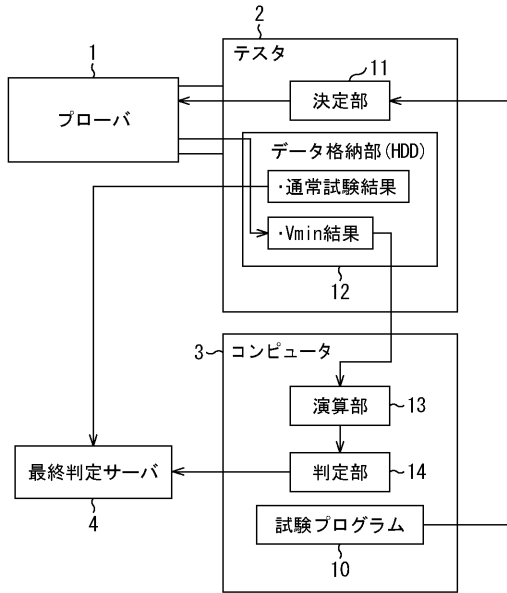 1
プローバ
2
テスタ
11
決定部
データ格納部(HDD)
・通常試験結果
・Vmin結果
12
3
コンピュータ
演算部
13
判定部
14
最終判定サーバ
4
試験プログラム
10